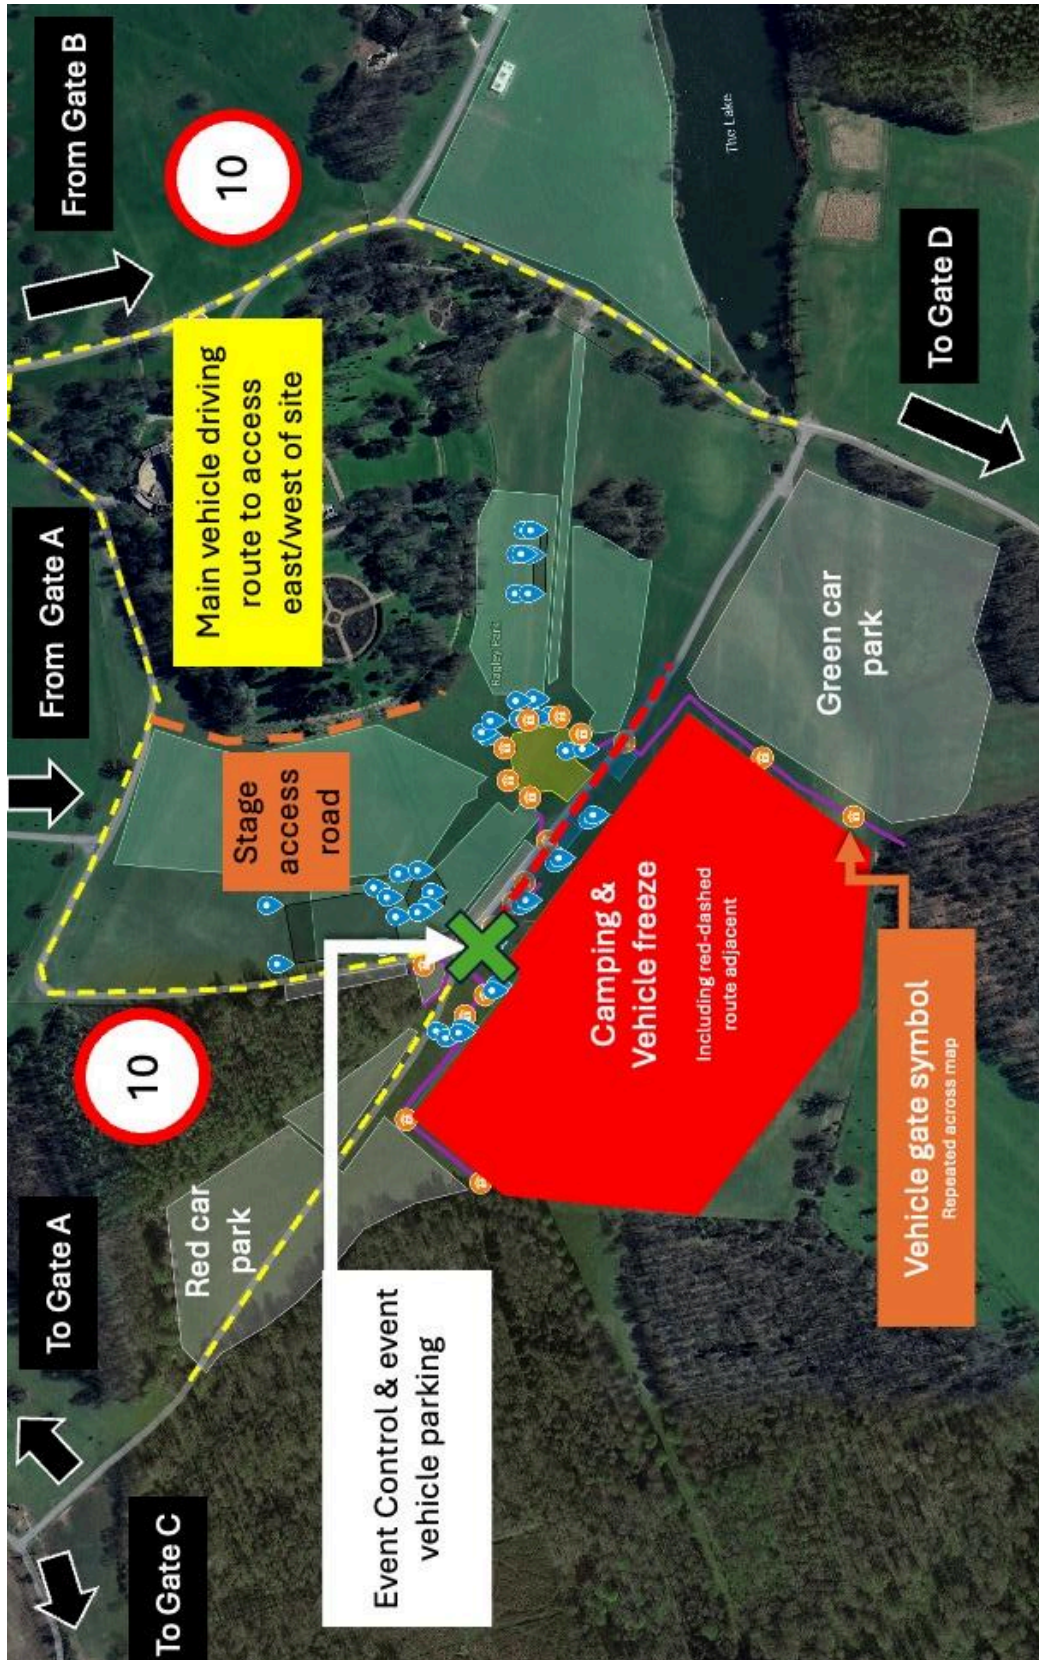 To Gate C
To Gate A
From Gate A
From Gate B
10
10
Red car
park
Stage
access
road
Main vehicle driving
route to access
east/west of site
Event Control & event
vehicle parking
Ragley Park
The Lake
Camping &
Vehicle freeze
Including red-dashed
route adjacent
Green car
park
Vehicle gate symbol
Repeated across map
To Gate D